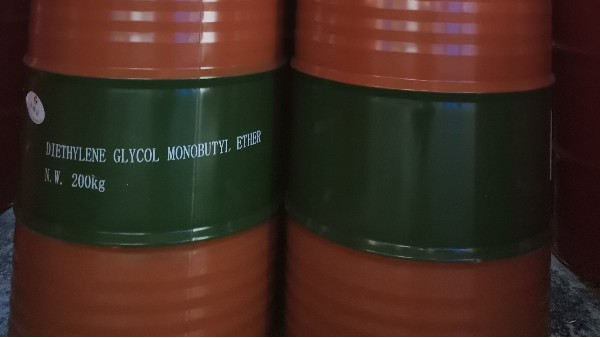 DIETHYLENE GLYCOL MONOBUTYL ETHER
N.W. 200kg